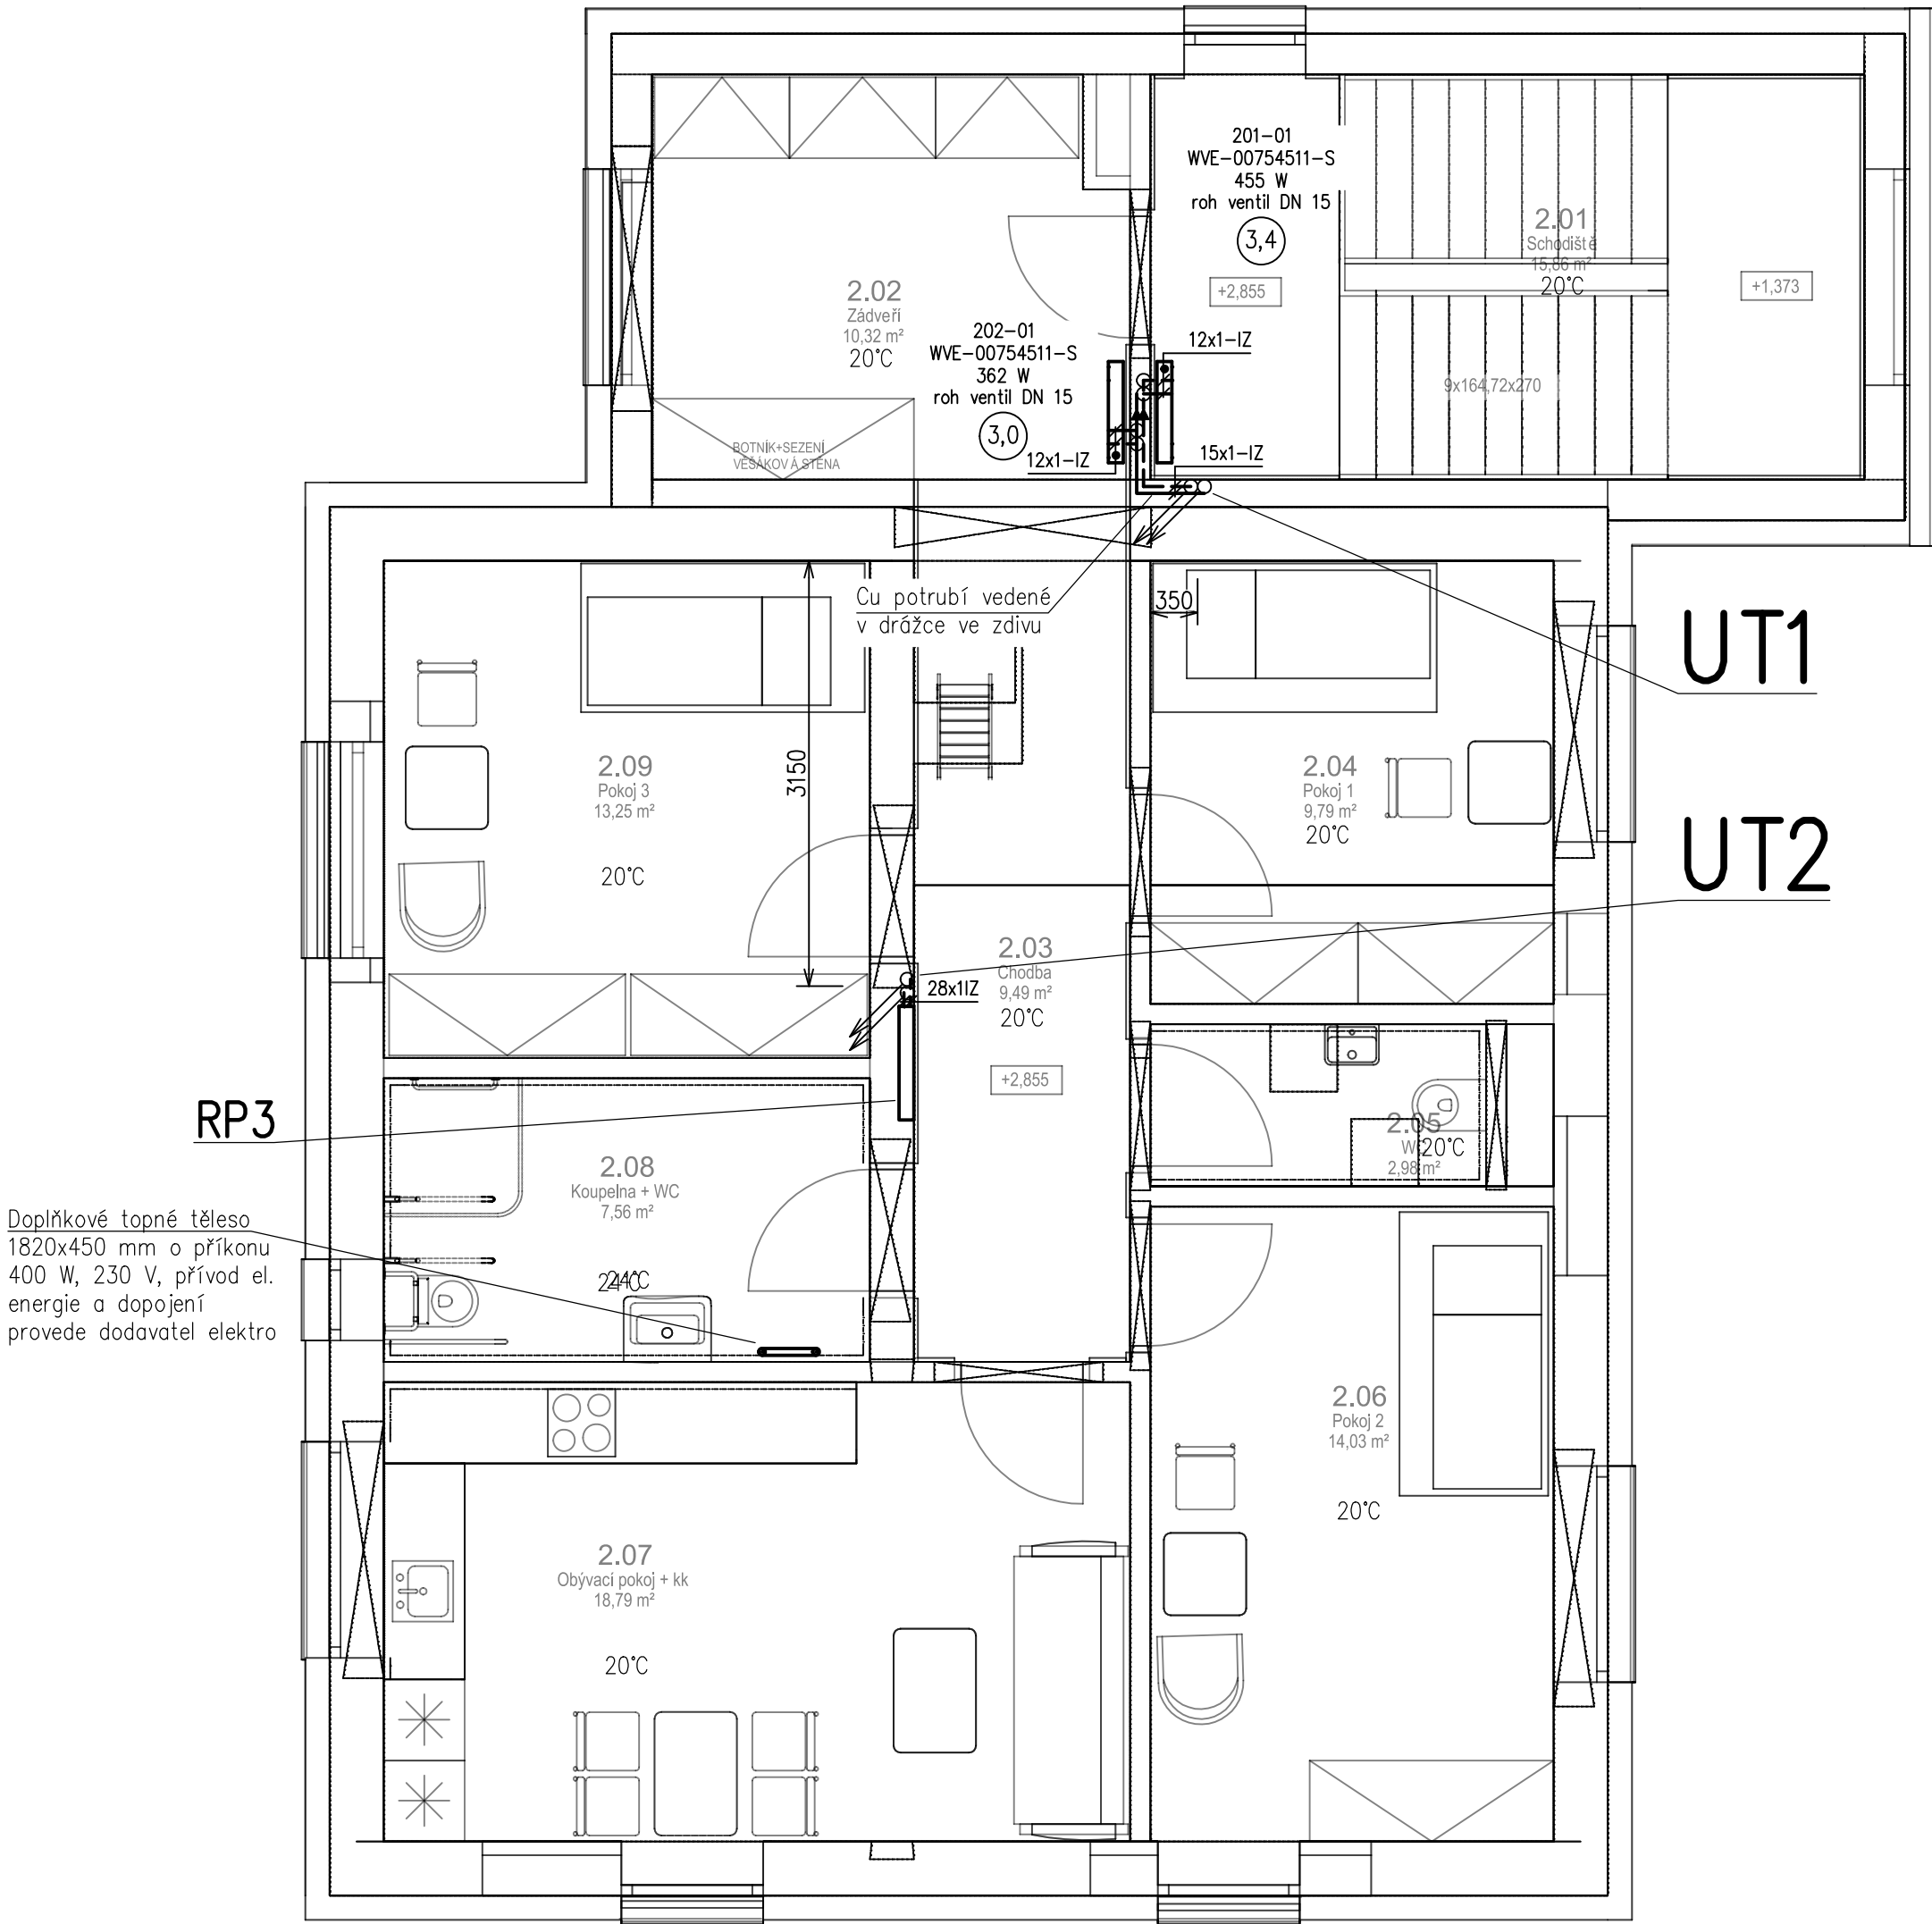 201-01
WVE-00754511-S
455 W
roh ventil DN 15
3,4
2.01
Schodiště
15,86 m²
20°C
+2,855
+1,373
2.02
Zádveří
10,32 m²
20°C
202-01
WVE-00754511-S
362 W
roh ventil DN 15
3,0
12x1-IZ
9x164,72x270
BOTNÍK+SEZENÍ
VEŠÁKOVÁ STĚNA
12x1-IZ
15x1-IZ
Cu potrubí vedené
v drážce ve zdivu
350
UT1
3150
2.09
Pokoj 3
13,25 m²
20°C
2.04
Pokoj 1
9,79 m²
20°C
UT2
2.03
Chodba
9,49 m²
20°C
28x1IZ
+2,855
RP3
2.05
W
20°C
2,98 m²
2.08
Koupelna + WC
7,56 m²
24°C
Doplňkové topné těleso
1820x450 mm o příkonu
400 W, 230 V, přívod el.
energie a dopojení
provede dodavatel elektro
2.06
Pokoj 2
14,03 m²
20°C
2.07
Obývací pokoj + kk
18,79 m²
20°C